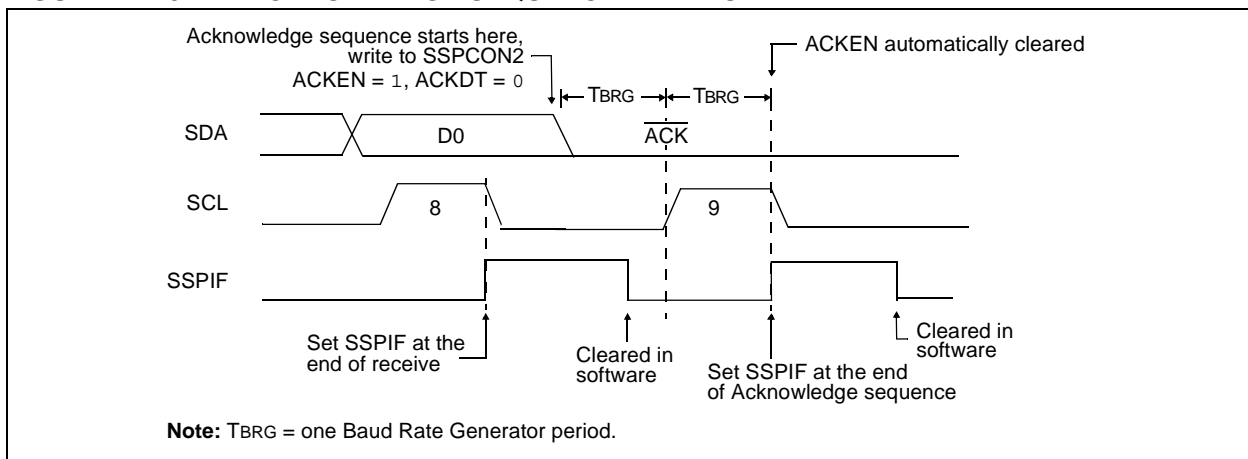 Acknowledge sequence starts here,
write to SSPCON2
ACKEN = 1, ACKDT = 0
ACKEN automatically cleared
TBRG
TBRG
SDA
D0
ACK
SCL
8
9
SSPIF
Set SSPIF at the
end of receive
Cleared in
software
Set SSPIF at the end
of Acknowledge sequence
Cleared in
software
Note: TBRG = one Baud Rate Generator period.